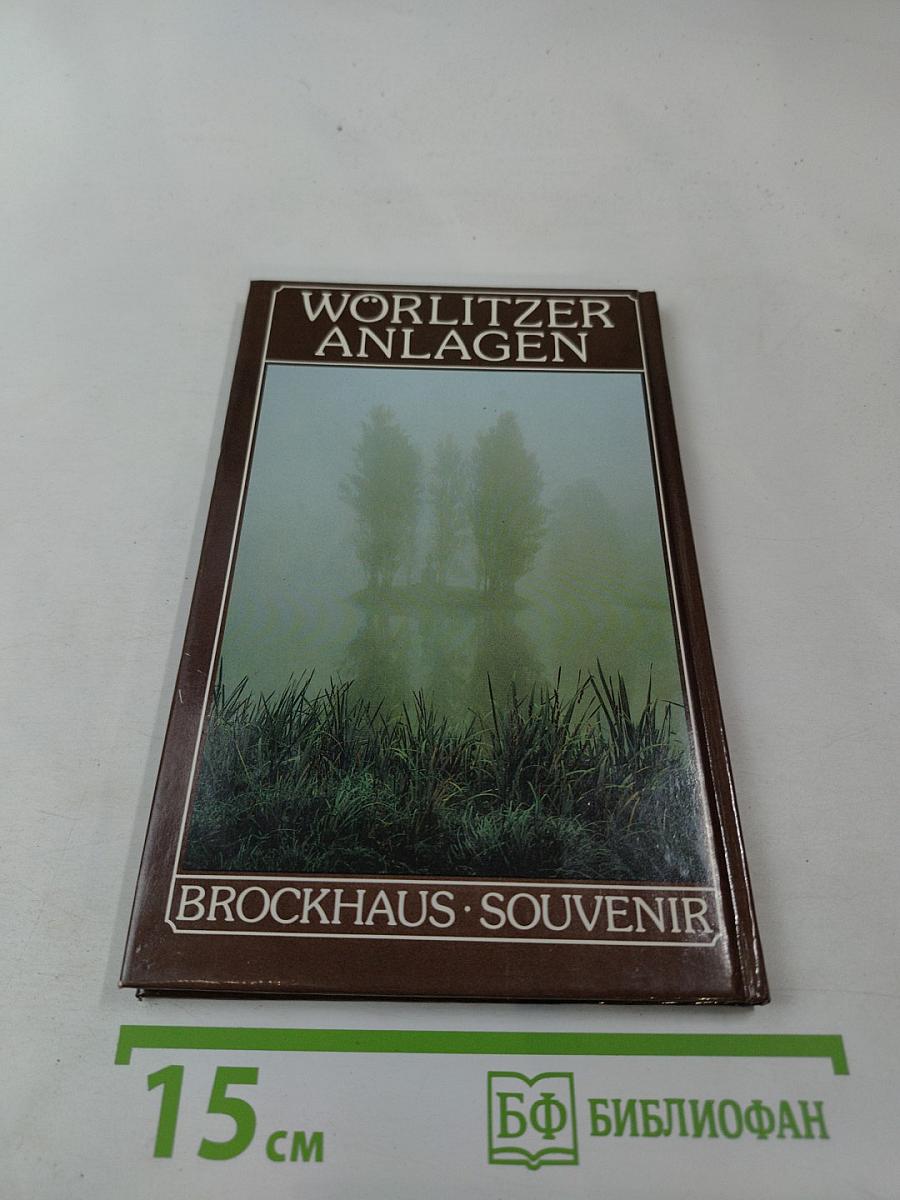 WÖRLITZER
ANLAGEN
BROCKHAUS · SOUVENIR
15 см
БФ БИБЛИОФАН